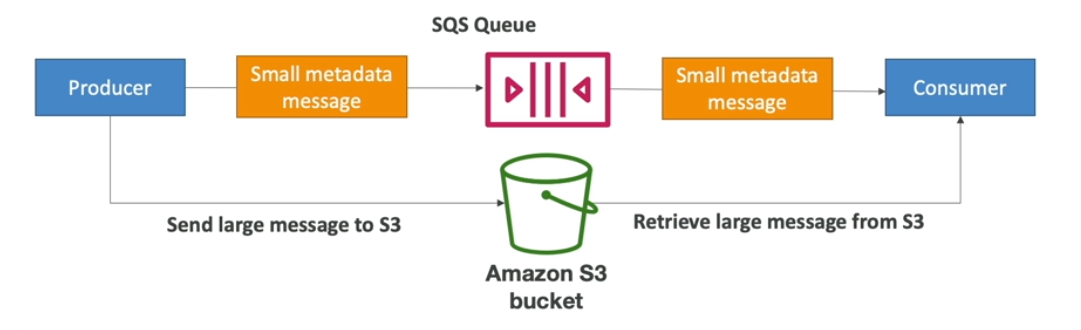 SQS Queue
Producer
Small metadata
message
Small metadata
message
Consumer
Send large message to S3
Retrieve large message from S3
Amazon S3
bucket